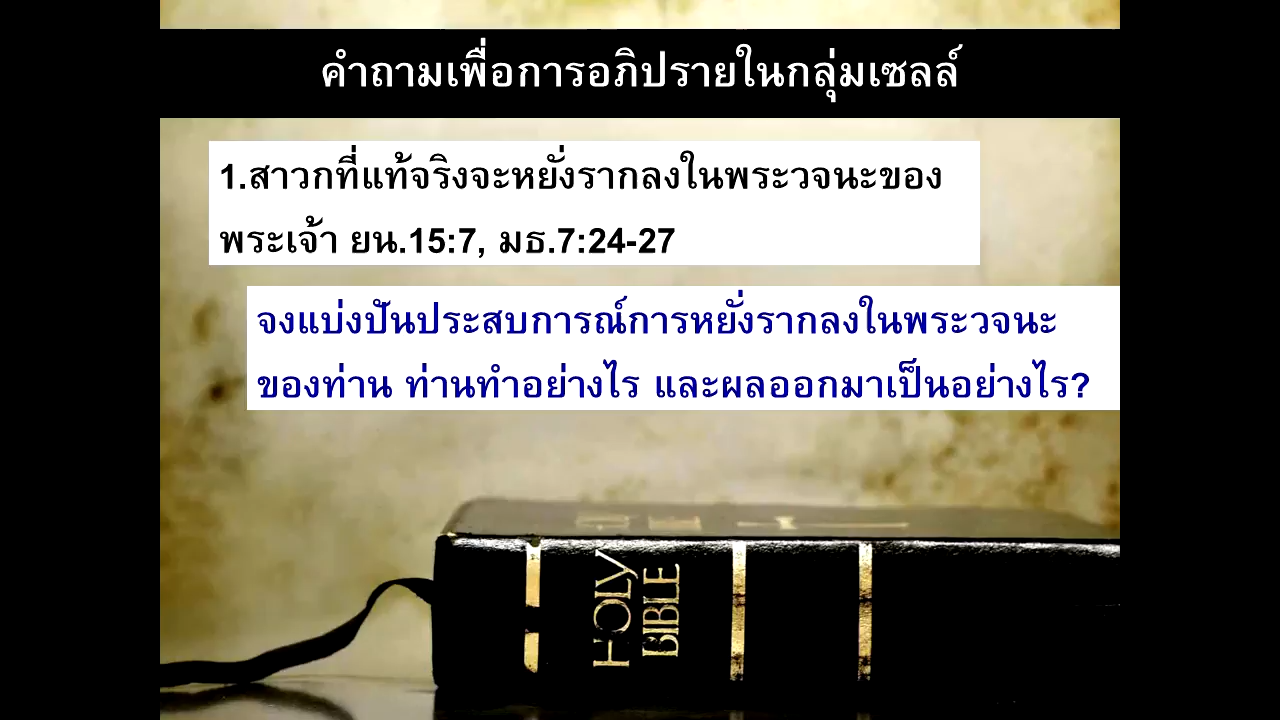 คำถามเพื่อการอภิปรายในกลุ่มเซลล์
1.สาวกที่แท้จริงจะหยั่งรากลงในพระวจนะของ
พระเจ้า ยน.15:7, มธ.7:24-27
จงแบ่งปันประสบการณ์การหยั่งรากลงในพระวจนะ
ของท่าน ท่านทำอย่างไร และผลออกมาเป็นอย่างไร?
HOLY
BIBLE